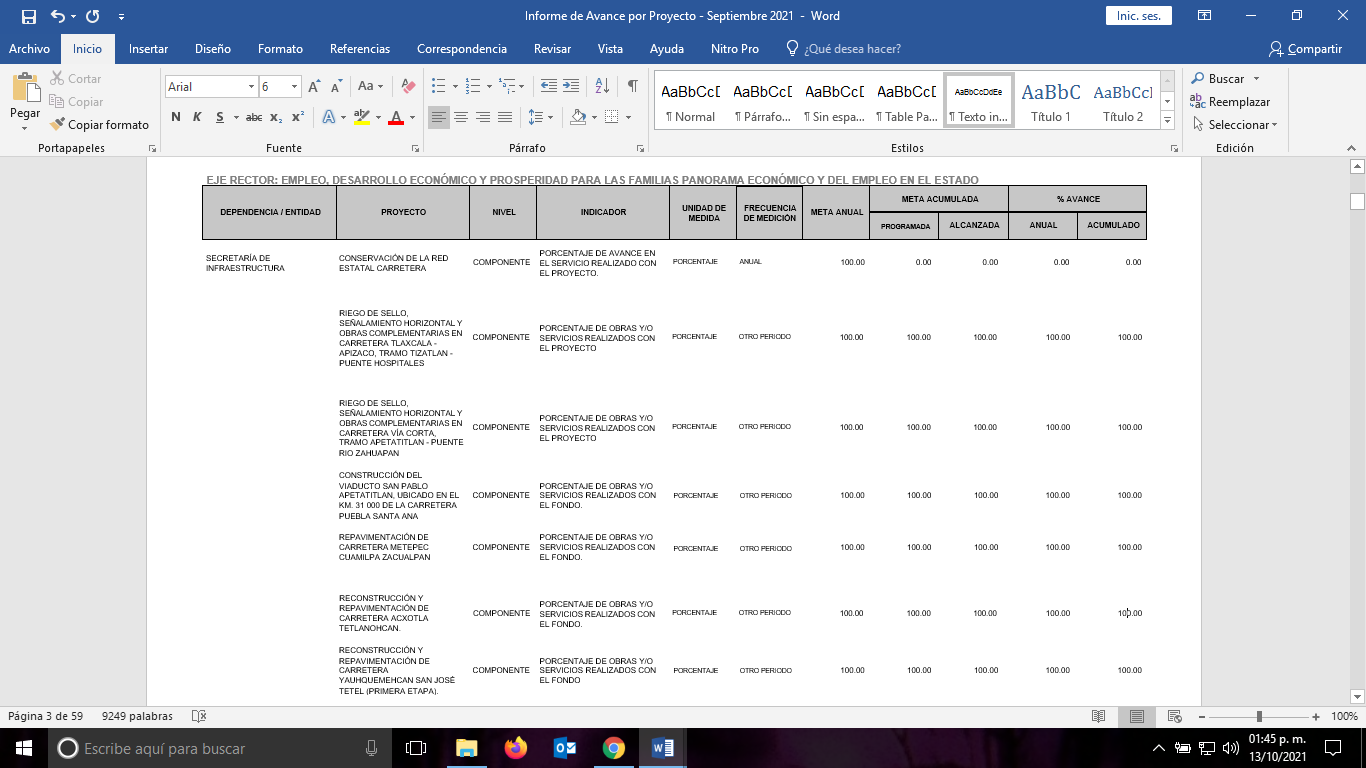 Informe de Avance por Proyecto - Septiembre 2021 - Word
Inic. ses.
Archivo Inicio Insertar Diseño Formato Referencias Correspondencia Revisar Vista Ayuda Nitro Pro ¿Qué desea hacer? Compartir
Pegar
Cortar
Copiar
Copiar formato
Portapapeles
Arial 6
N K S abc x₂ x²
Fuente
Párrafo
AaBbCcD AaBbCcD AaBbCcD AaBbCcD AaBbCcDdEe AaBbC AaBbCcI
¶ Normal ¶ Párrafo... ¶ Sin espa... ¶ Table Pa... ¶ Texto in... Título 1 Título 2
Estilos
Buscar
Reemplazar
Seleccionar
Edición
EJE RECTOR: EMPLEO, DESARROLLO ECONÓMICO Y PROSPERIDAD PARA LAS FAMILIAS PANORAMA ECONÓMICO Y DEL EMPLEO EN EL ESTADO
DEPENDENCIA / ENTIDAD
PROYECTO
NIVEL
INDICADOR
UNIDAD DE
MEDIDA
FRECUENCIA
DE MEDICIÓN
META ANUAL
META ACUMULADA
PROGRAMADA ALCANZADA
% AVANCE
ANUAL ACUMULADO
SECRETARÍA DE
INFRAESTRUCTURA
CONSERVACIÓN DE LA RED
ESTATAL CARRETERA
COMPONENTE
PORCENTAJE DE AVANCE EN
EL SERVICIO REALIZADO CON
EL PROYECTO.
PORCENTAJE ANUAL 100.00 0.00 0.00 0.00 0.00
RIEGO DE SELLO,
SEÑALAMIENTO HORIZONTAL Y
OBRAS COMPLEMENTARIAS EN
CARRETERA TLAXCALA -
APIZACO, TRAMO TIZATLAN -
PUENTE HOSPITALES
COMPONENTE
PORCENTAJE DE OBRAS Y/O
SERVICIOS REALIZADOS CON
EL PROYECTO
PORCENTAJE OTRO PERIODO 100.00 100.00 100.00 100.00 100.00
RIEGO DE SELLO,
SEÑALAMIENTO HORIZONTAL Y
OBRAS COMPLEMENTARIAS EN
CARRETERA VÍA CORTA,
TRAMO APETATITLAN - PUENTE
RIO ZAHUAPAN
COMPONENTE
PORCENTAJE DE OBRAS Y/O
SERVICIOS REALIZADOS CON
EL PROYECTO
PORCENTAJE OTRO PERIODO 100.00 100.00 100.00 100.00 100.00
CONSTRUCCIÓN DEL
VIADUCTO SAN PABLO
APETATITLAN, UBICADO EN EL
KM. 31 000 DE LA CARRETERA
PUEBLA SANTA ANA
COMPONENTE
PORCENTAJE DE OBRAS Y/O
SERVICIOS REALIZADOS CON
EL FONDO.
PORCENTAJE OTRO PERIODO 100.00 100.00 100.00 100.00 100.00
REPAVIMENTACIÓN DE
CARRETERA METEPEC
CUAMILPA ZACUALPAN
COMPONENTE
PORCENTAJE DE OBRAS Y/O
SERVICIOS REALIZADOS CON
EL FONDO.
PORCENTAJE OTRO PERIODO 100.00 100.00 100.00 100.00 100.00
RECONSTRUCCIÓN Y
REPAVIMENTACIÓN DE
CARRETERA ACXOTLA
TETLANOHCAN.
COMPONENTE
PORCENTAJE DE OBRAS Y/O
SERVICIOS REALIZADOS CON
EL FONDO.
PORCENTAJE OTRO PERIODO 100.00 100.00 100.00 100.00 100.00
RECONSTRUCCIÓN Y
REPAVIMENTACIÓN DE
CARRETERA
YAUHQUEMEHCAN SAN JOSÉ
TETEL (PRIMERA ETAPA).
COMPONENTE
PORCENTAJE DE OBRAS Y/O
SERVICIOS REALIZADOS CON
EL FONDO
PORCENTAJE OTRO PERIODO 100.00 100.00 100.00 100.00 100.00
Página 3 de 59 9249 palabras 100%
Escribe aquí para buscar
01:45 p. m.
13/10/2021